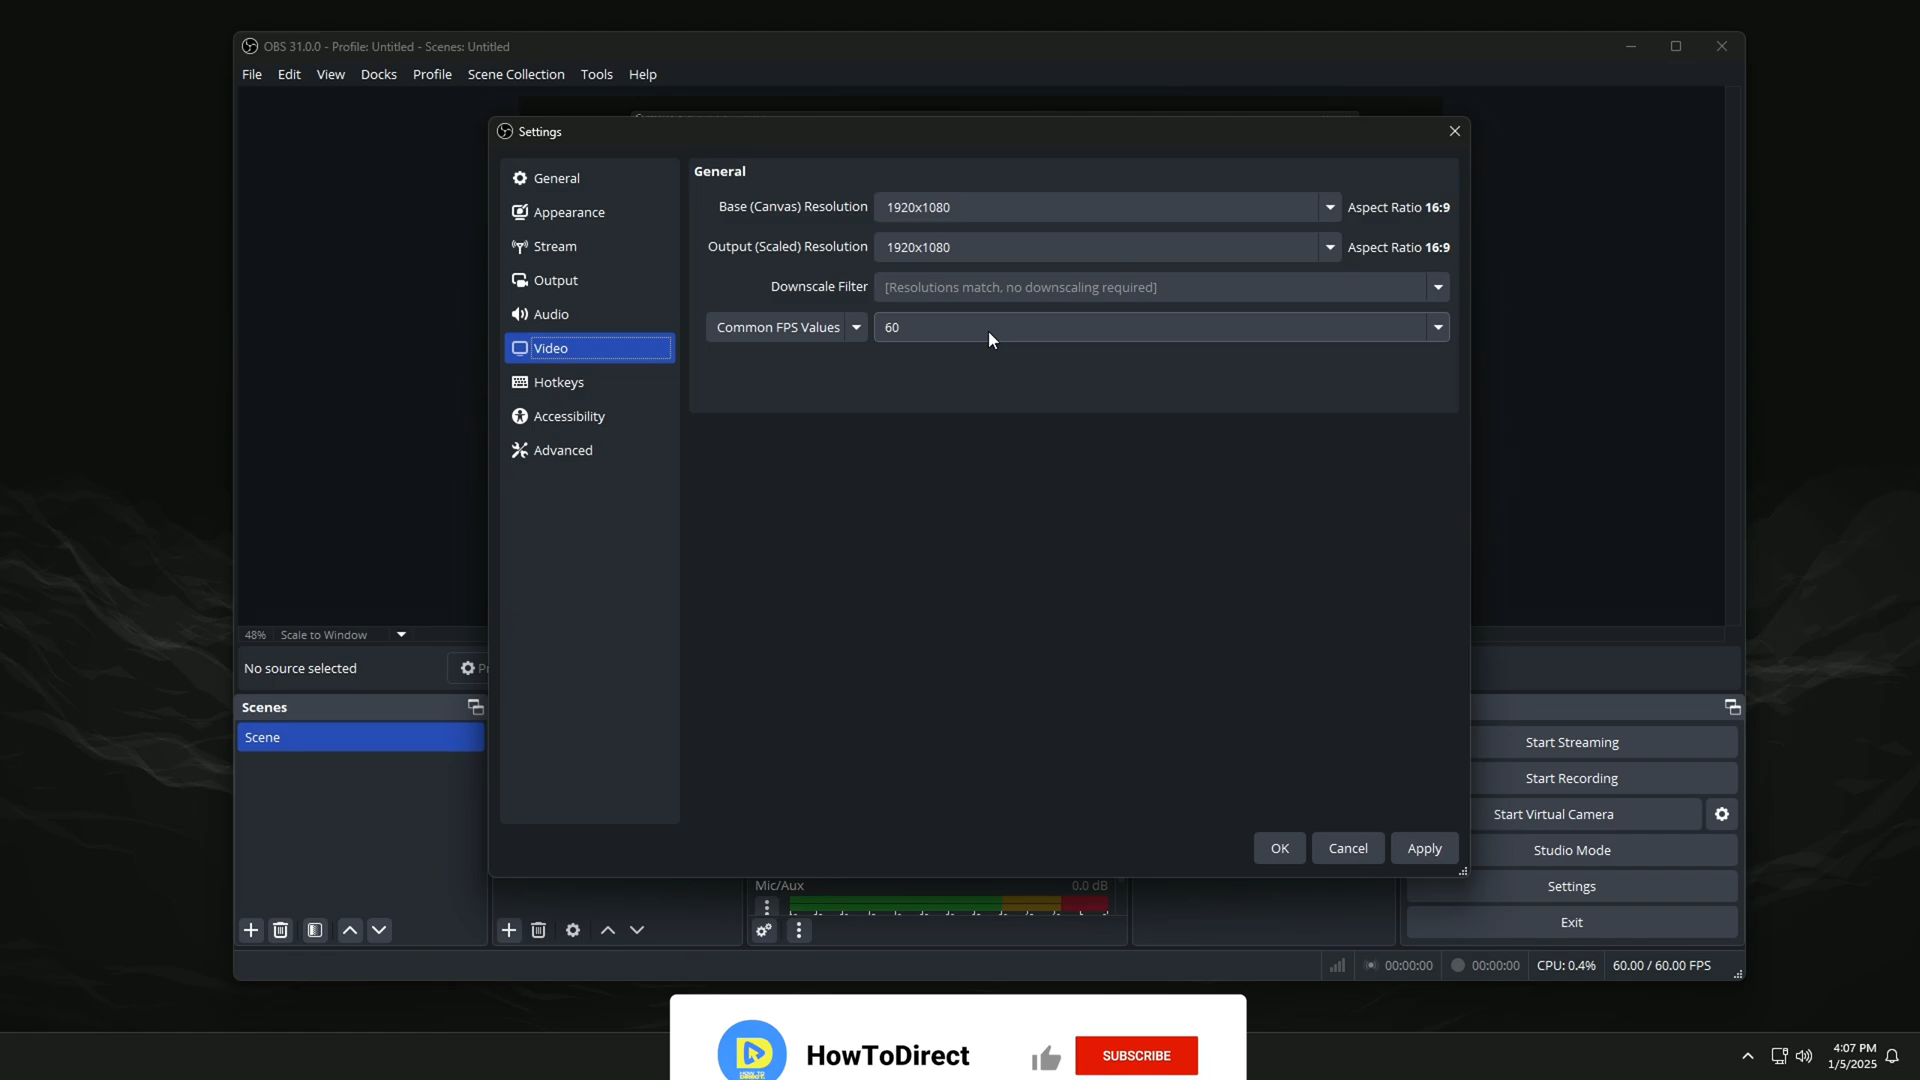 OBS 31.0.0 - Profile: Untitled - Scenes: Untitled
File Edit View Docks Profile Scene Collection Tools Help
Settings
General
Appearance
Stream
Output
Audio
Video
Hotkeys
Accessibility
Advanced
General
Base (Canvas) Resolution 1920x1080 Aspect Ratio 16:9
Output (Scaled) Resolution 1920x1080 Aspect Ratio 16:9
Downscale Filter [Resolutions match, no downscaling required]
Common FPS Values 60
OK Cancel Apply
48% Scale to Window
No source selected
Scenes
Scene
Mic/Aux 0.0 dB
Start Streaming
Start Recording
Start Virtual Camera
Studio Mode
Settings
Exit
00:00:00 00:00:00 CPU: 0.4% 60.00 / 60.00 FPS
HowToDirect SUBSCRIBE
4:07 PM
1/5/2025